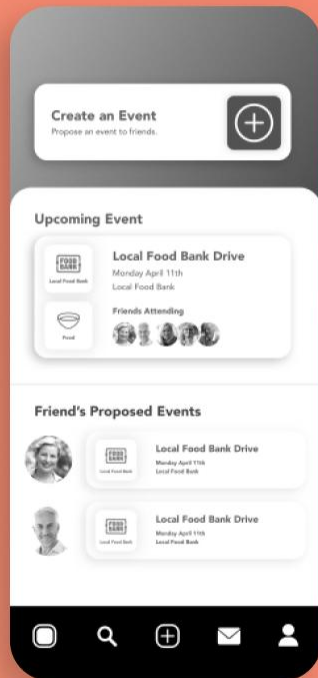 Create an Event
Propose an event to friends.
Upcoming Event
FOOD
BANK
Local Food Bank
Local Food Bank Drive
Monday April 11th
Local Food Bank
Food
Friends Attending
Friend's Proposed Events
FOOD
BANK
Local Food Bank
Local Food Bank Drive
Monday April 11th
Local Food Bank
FOOD
BANK
Local Food Bank
Local Food Bank Drive
Monday April 11th
Local Food Bank